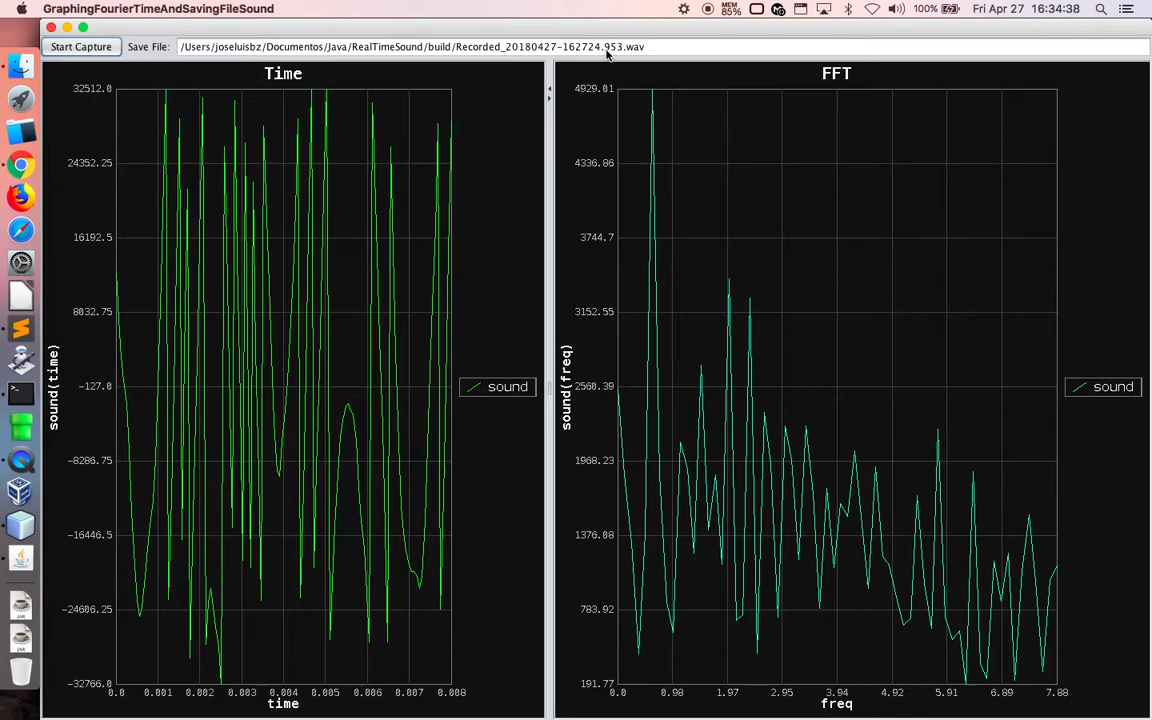 GraphingFourierTimeAndSavingFileSound
MEM
85%
100%
Fri Apr 27 16:34:38
Start Capture
Save File:
/Users/joseluisbz/Documentos/Java/RealTimeSound/build/Recorded_20180427-162724.953.wav
Time
32512.0
24352.25
16192.5
8032.75
-127.0
-8286.75
-16446.5
-24606.25
-32766.0
sound(time)
0.0 0.001 0.002 0.003 0.004 0.005 0.006 0.007 0.008
time
sound
FFT
4929.01
4336.86
3744.7
3152.55
2560.39
1968.23
1376.08
783.92
191.77
sound(freq)
0.0 0.98 1.97 2.95 3.94 4.92 5.91 6.89 7.88
freq
sound
JAR
JAR